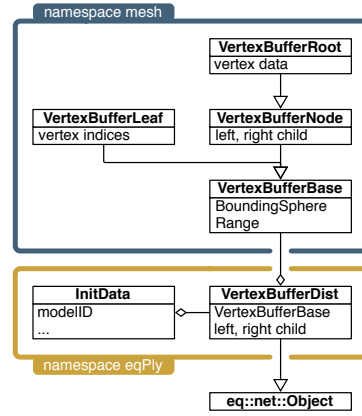 namespace mesh
VertexBufferRoot
vertex data
VertexBufferLeaf
vertex indices
VertexBufferNode
left, right child
VertexBufferBase
BoundingSphere
Range
InitData
modelID
...
VertexBufferDist
VertexBufferBase
left, right child
namespace eqPly
eq::net::Object